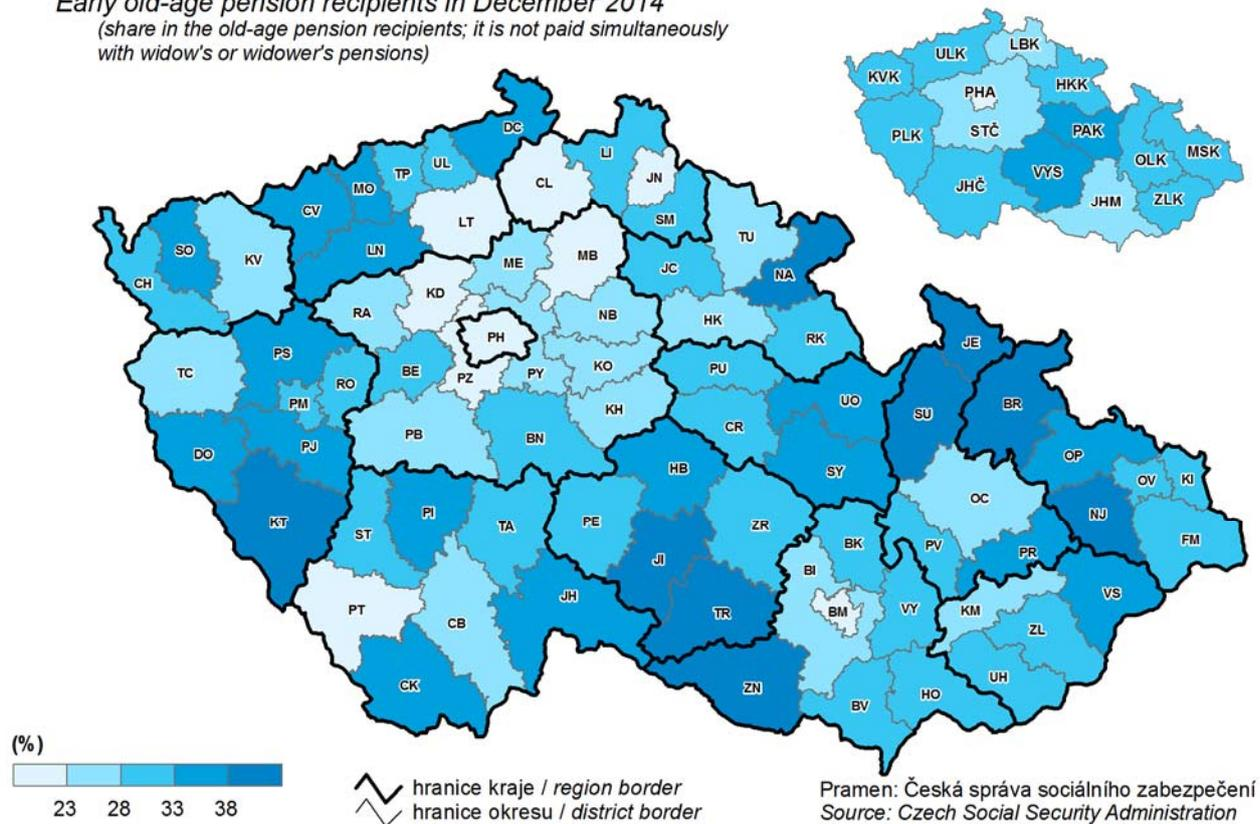 Early old-age pension recipients in December 2014
(share in the old-age pension recipients; it is not paid simultaneously
with widow's or widower's pensions)
LBK
ULK
KVK
HKK
PHA
STČ
PAK
PLK
MSK
OLK
VYS
JHČ
ZLK
JHM
DC
LI
UL
TP
JN
CL
MO
CV
LT
SM
TU
SO
LN
KV
ME
MB
JC
NA
CH
KD
RA
NB
HK
PH
RK
JE
PS
KO
TC
BE
PY
PU
PZ
RO
UO
PM
BR
KH
SU
CR
PB
BN
PJ
DO
OP
HB
SY
OV
KI
OC
PI
NJ
KT
PE
ZR
TA
ST
FM
BK
PV
PR
JI
BI
VS
JH
PT
VY
KM
BM
TR
CB
ZL
UH
CK
ZN
HO
BV
(%)
23 28 33 38
hranice kraje / region border
hranice okresu / district border
Pramen: Česká správa sociálního zabezpečení
Source: Czech Social Security Administration